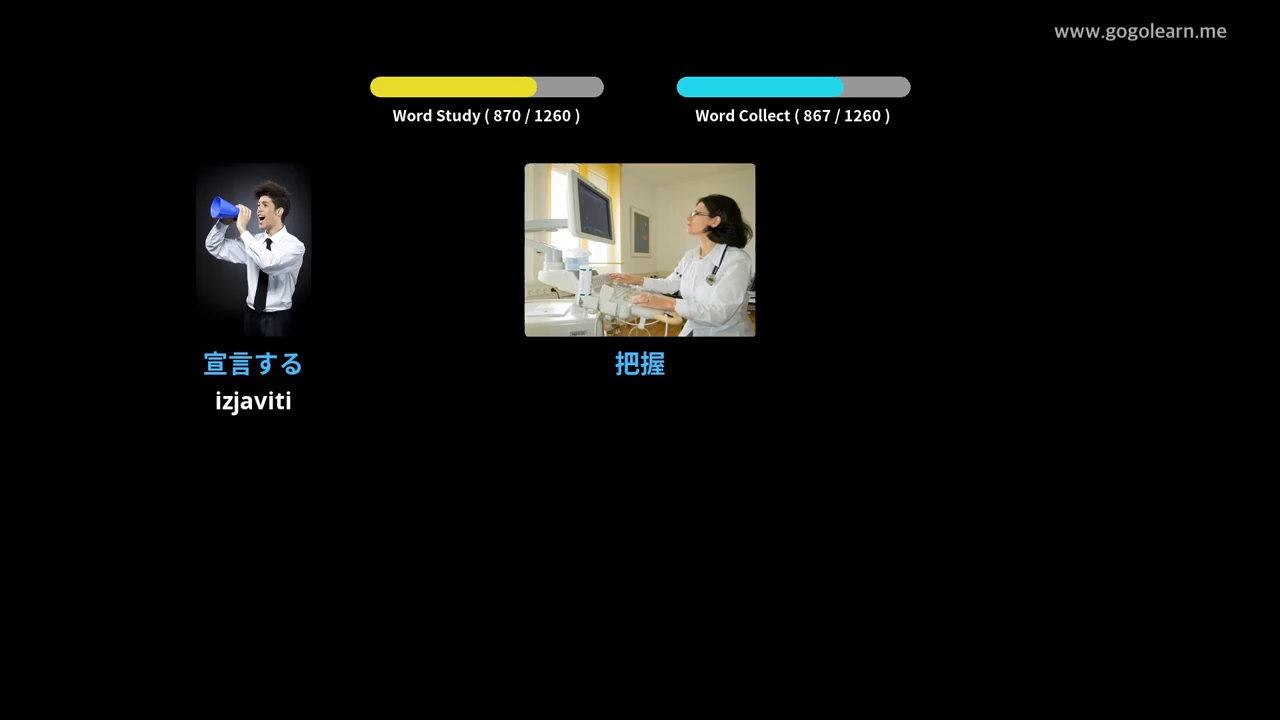 www.gogolearn.me
Word Study ( 870 / 1260 )
Word Collect ( 867 / 1260 )
宣言する
izjaviti
把握